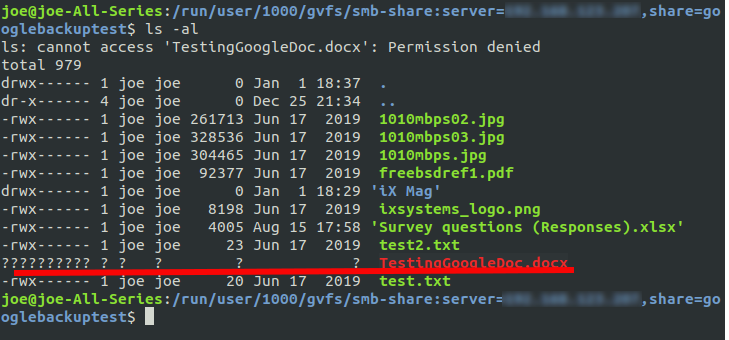 joe@joe-All-Series:/run/user/1000/gvfs/smb-share:server= ,share=go
oglebackuptest$ ls -al
ls: cannot access 'TestingGoogleDoc.docx': Permission denied
total 979
drwx------ 1 joe joe 0 Jan 1 18:37 .
dr-x------ 4 joe joe 0 Dec 25 21:34 ..
-rwx------ 1 joe joe 261713 Jun 17 2019 1010mbps02.jpg
-rwx------ 1 joe joe 328536 Jun 17 2019 1010mbps03.jpg
-rwx------ 1 joe joe 304465 Jun 17 2019 1010mbps.jpg
-rwx------ 1 joe joe 92377 Jun 17 2019 freebsdref1.pdf
drwx------ 1 joe joe 0 Jan 1 18:29 'iX Mag'
-rwx------ 1 joe joe 8198 Jun 17 2019 ixsystems_logo.png
-rwx------ 1 joe joe 4005 Aug 15 17:58 'Survey questions (Responses).xlsx'
-rwx------ 1 joe joe 23 Jun 17 2019 test2.txt
?????????? ? ? ? ? ? TestingGoogleDoc.docx
-rwx------ 1 joe joe 20 Jun 17 2019 test.txt
joe@joe-All-Series:/run/user/1000/gvfs/smb-share:server= ,share=go
oglebackuptest$